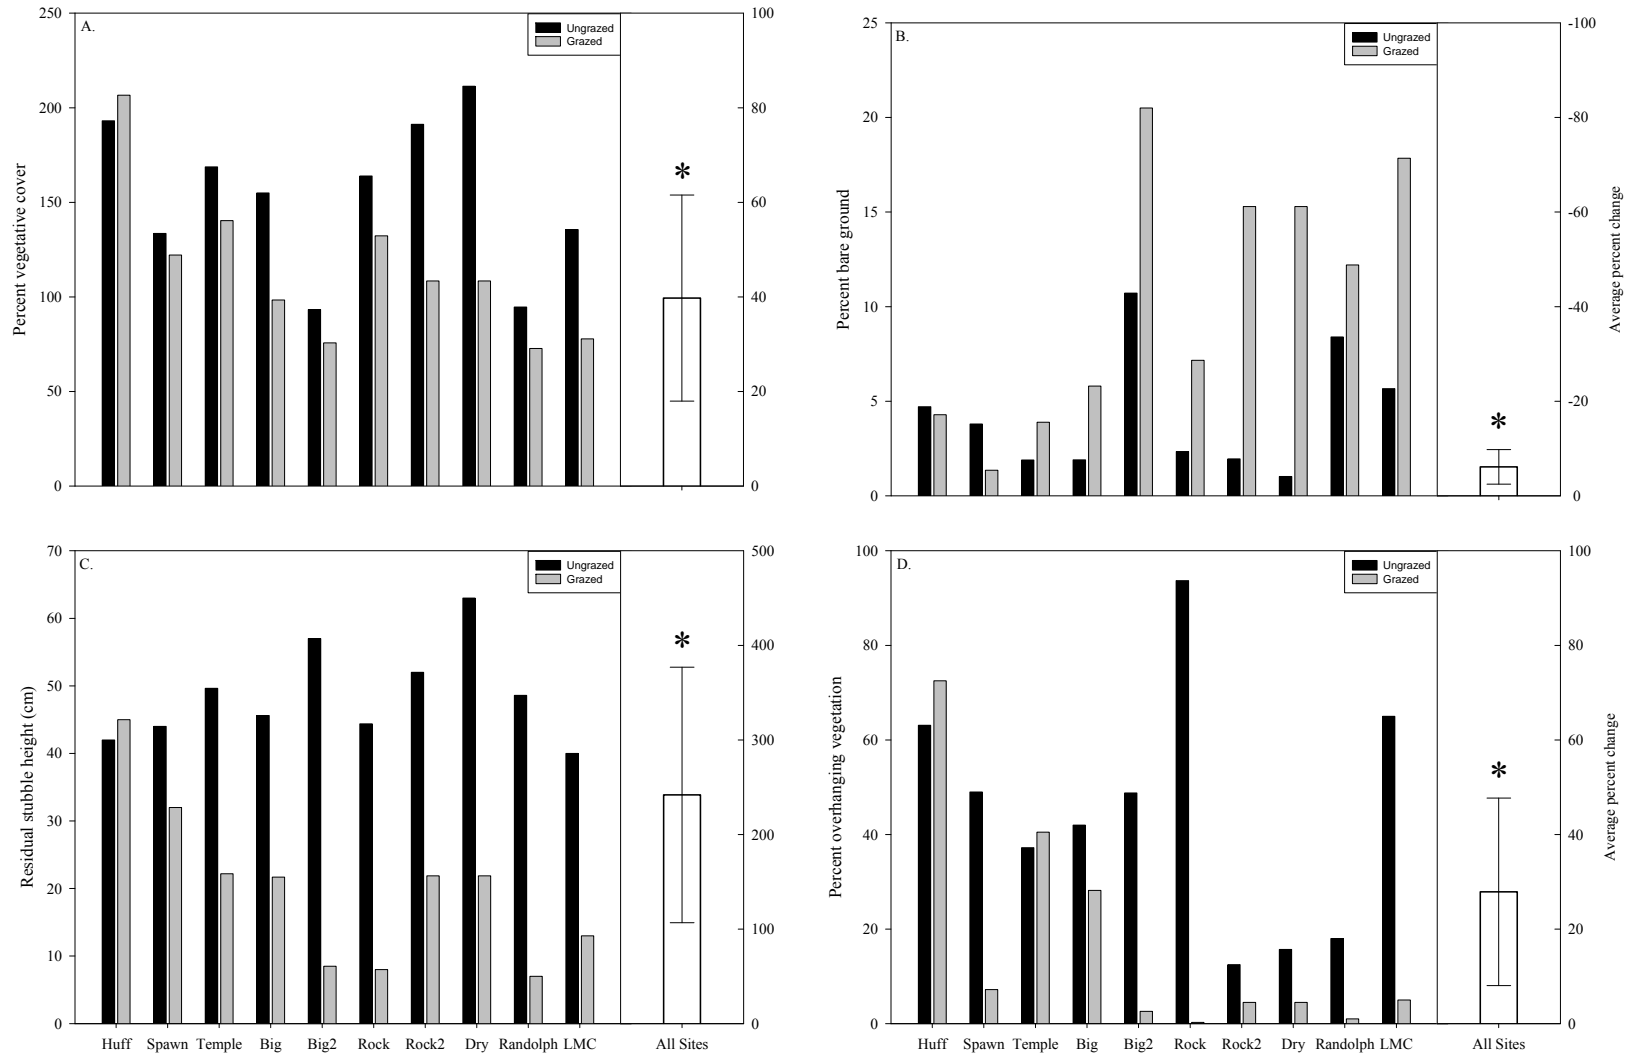 A.
Ungrazed
Grazed
250
200
150
100
50
0
Percent vegetative cover
100
80
60
40
20
0
*
B.
Ungrazed
Grazed
25
20
15
10
5
0
Percent bare ground
-100
-80
-60
-40
-20
0
Average percent change
*
C.
Ungrazed
Grazed
70
60
50
40
30
20
10
0
Residual stubble height (cm)
500
400
300
200
100
0
*
Huff Spawn Temple Big Big2 Rock Rock2 Dry Randolph LMC All Sites
D.
Ungrazed
Grazed
100
80
60
40
20
0
Percent overhanging vegetation
100
80
60
40
20
0
Average percent change
*
Huff Spawn Temple Big Big2 Rock Rock2 Dry Randolph LMC All Sites